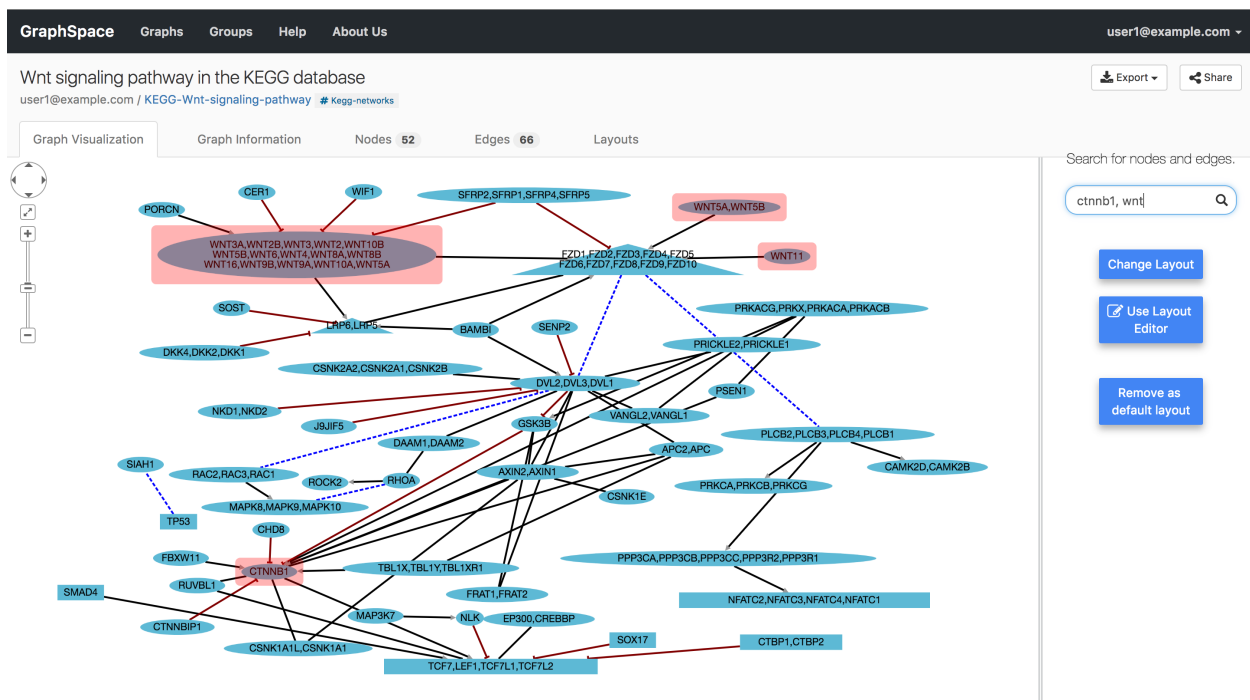 GraphSpace Graphs Groups Help About Us user1@example.com
Wnt signaling pathway in the KEGG database
Export
Share
user1@example.com / KEGG-Wnt-signaling-pathway # Kegg-networks
Graph Visualization Graph Information Nodes 52 Edges 66 Layouts
Search for nodes and edges.
ctnnb1, wnt
Change Layout
Use Layout
Editor
Remove as
default layout
CER1
WIF1
SFRP2,SFRP1,SFRP4,SFRP5
WNT5A,WNT5B
PORCN
WNT3A,WNT2B,WNT3,WNT2,WNT10B
WNT5B,WNT6,WNT4,WNT8A,WNT8B
WNT16,WNT9B,WNT9A,WNT10A,WNT5A
FZD1,FZD2,FZD3,FZD4,FZD5
FZD6,FZD7,FZD8,FZD9,FZD10
WNT11
SOST
PRKACG,PRKX,PRKACA,PRKACB
LRP6,LRP5
BAMBI
SENP2
PRICKLE2,PRICKLE1
DKK4,DKK2,DKK1
CSNK2A2,CSNK2A1,CSNK2B
DVL2,DVL3,DVL1
PSEN1
NKD1,NKD2
VANGL2,VANGL1
J9JIF5
GSK3B
PLCB2,PLCB3,PLCB4,PLCB1
DAAM1,DAAM2
APC2,APC
SIAH1
RAC2,RAC3,RAC1
ROCK2
RHOA
AXIN2,AXIN1
CAMK2D,CAMK2B
PRKCA,PRKCB,PRKCG
CSNK1E
MAPK8,MAPK9,MAPK10
TP53
CHD8
FBXW11
CTNNB1
TBL1X,TBL1Y,TBL1XR1
PPP3CA,PPP3CB,PPP3CC,PPP3R2,PPP3R1
RUVBL1
SMAD4
FRAT1,FRAT2
NFATC2,NFATC3,NFATC4,NFATC1
CTNNBIP1
MAP3K7
NLK
EP300,CREBBP
CSNK1A1L,CSNK1A1
SOX17
CTBP1,CTBP2
TCF7,LEF1,TCF7L1,TCF7L2